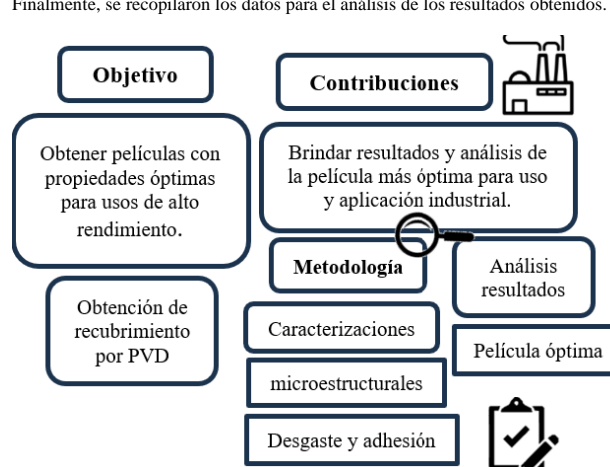 Finalmente, se recopilaron los datos para el análisis de los resultados obtenidos.
Objetivo
Contribuciones
Obtener películas con
propiedades óptimas
para usos de alto
rendimiento.
Brindar resultados y análisis de
la película más óptima para uso
y aplicación industrial.
Metodología
Análisis
resultados
Obtención de
recubrimiento
por PVD
Caracterizaciones
Película óptima
microestructurales
Desgaste y adhesión